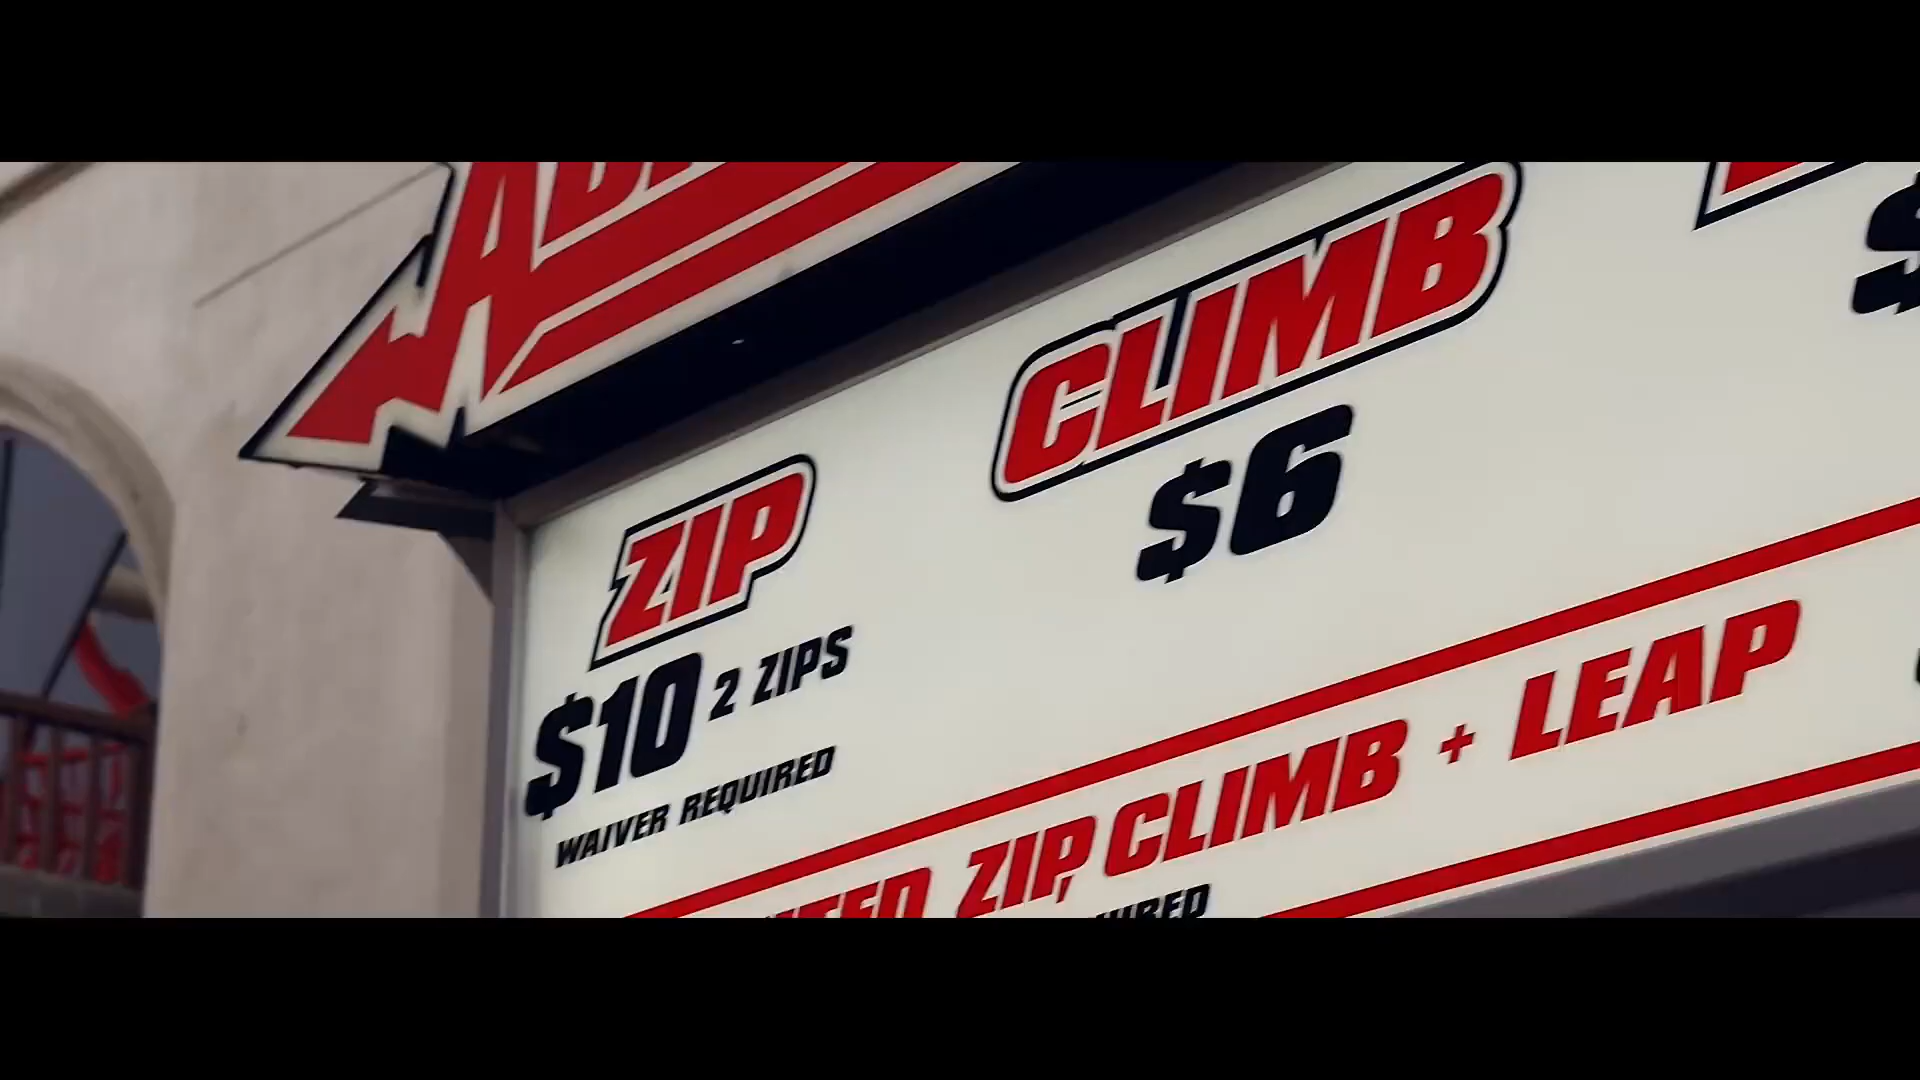 ZIP
$10 2 ZIPS
WAIVER REQUIRED
CLIMB
$6
ZIP, CLIMB + LEAP